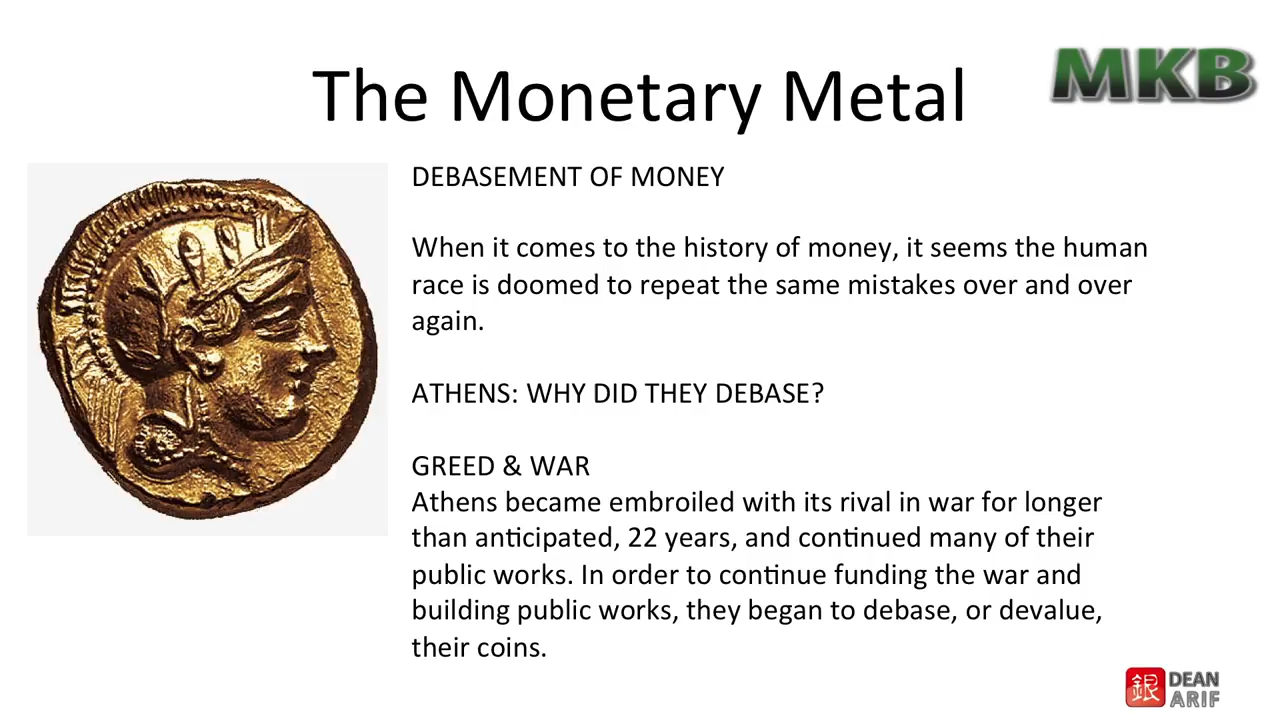 The Monetary Metal
MKB
DEBASEMENT OF MONEY
When it comes to the history of money, it seems the human
race is doomed to repeat the same mistakes over and over
again.
ATHENS: WHY DID THEY DEBASE?
GREED & WAR
Athens became embroiled with its rival in war for longer
than anticipated, 22 years, and continued many of their
public works. In order to continue funding the war and
building public works, they began to debase, or devalue,
their coins.
銀
DEAN
ARIF